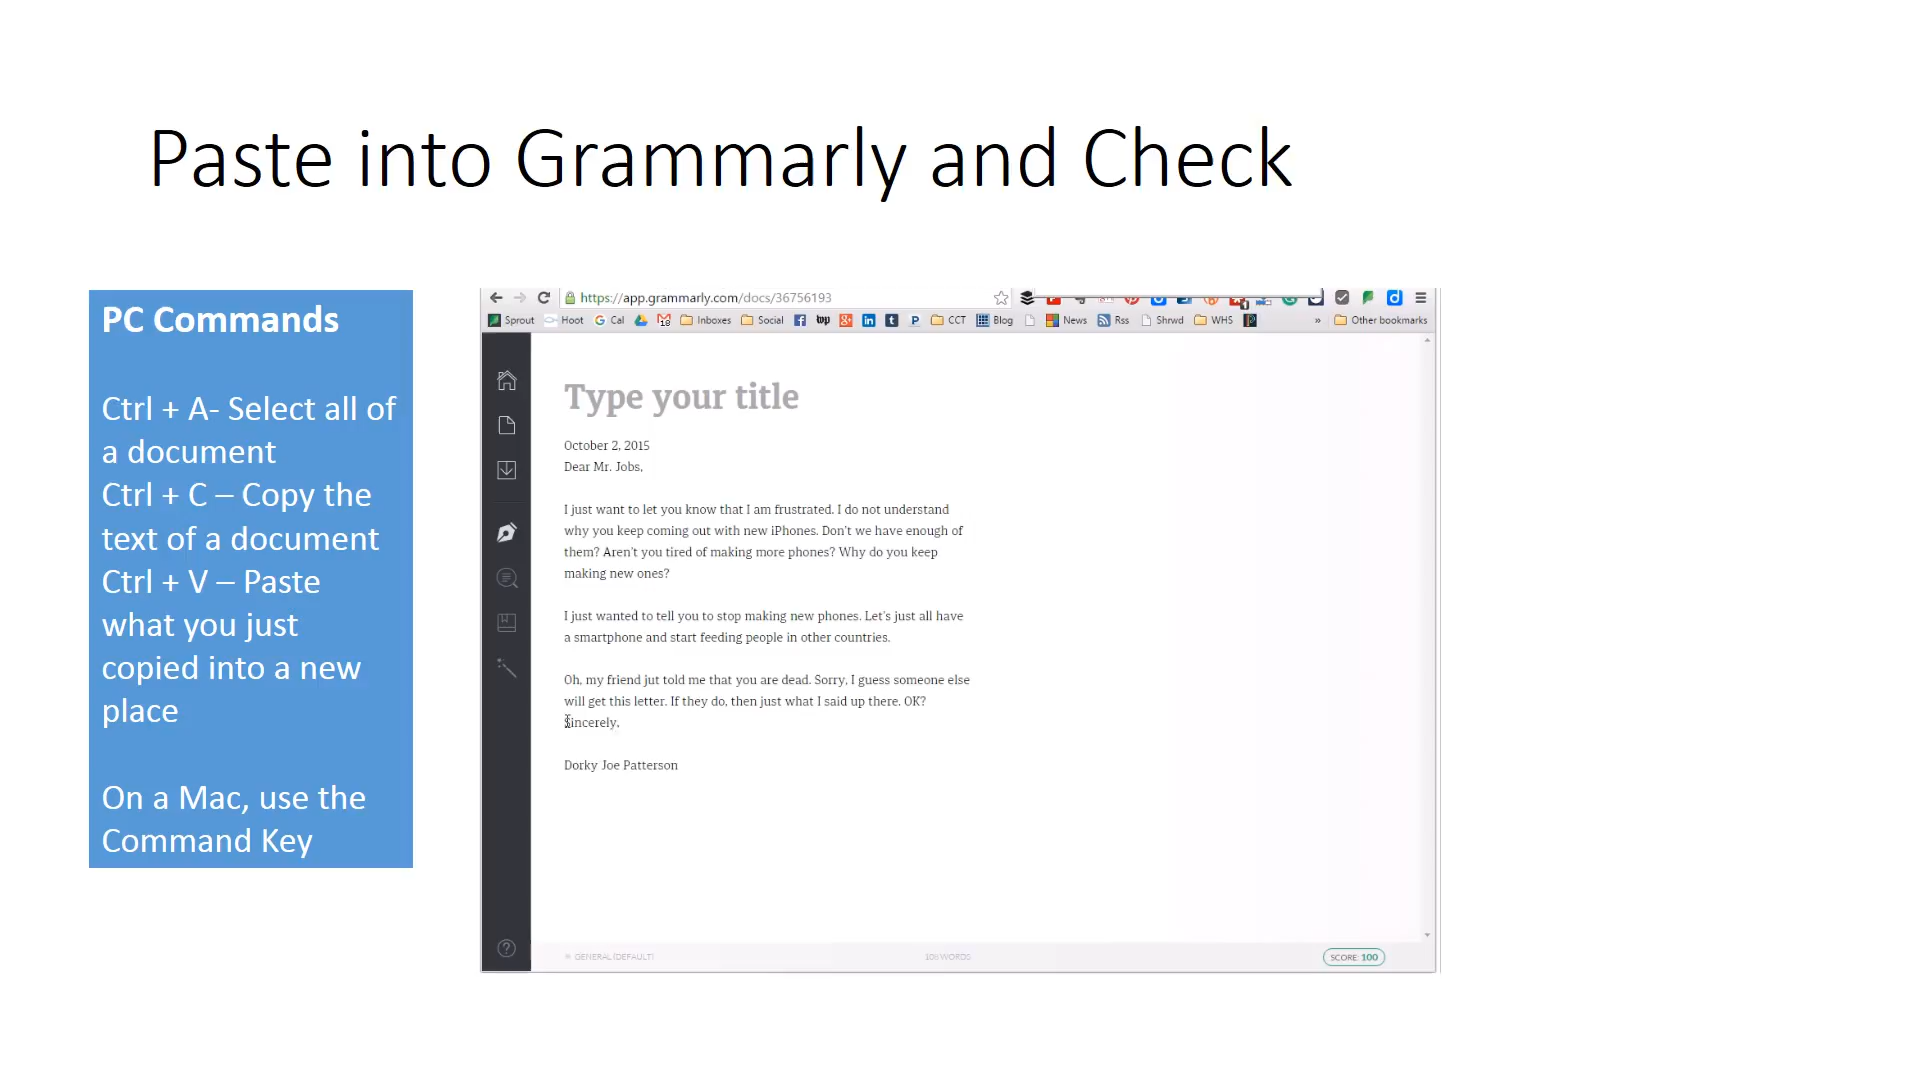 Paste into Grammarly and Check
PC Commands
Ctrl + A- Select all of
a document
Ctrl + C – Copy the
text of a document
Ctrl + V – Paste
what you just
copied into a new
place
On a Mac, use the
Command Key
https://app.grammarly.com/docs/36756193
Sprout Hoot Cal 18 Inboxes Social CCT Blog News Rss Shrwd WHS » Other bookmarks
Type your title
October 2, 2015
Dear Mr. Jobs,
I just want to let you know that I am frustrated. I do not understand
why you keep coming out with new iPhones. Don't we have enough of
them? Aren't you tired of making more phones? Why do you keep
making new ones?
I just wanted to tell you to stop making new phones. Let's just all have
a smartphone and start feeding people in other countries.
Oh, my friend jut told me that you are dead. Sorry, I guess someone else
will get this letter. If they do, then just what I said up there. OK?
Sincerely,
Dorky Joe Patterson
GENERAL (DEFAULT) WORDS SCORE: 100